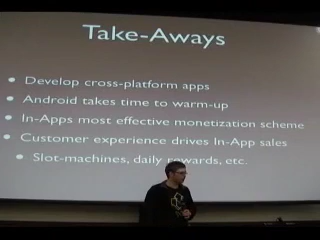 Take-Aways
• Develop cross-platform apps
• Android takes time to warm-up
• In-Apps most effective monetization scheme
• Customer experience drives In-App sales
• Slot-machines, daily rewards, etc.